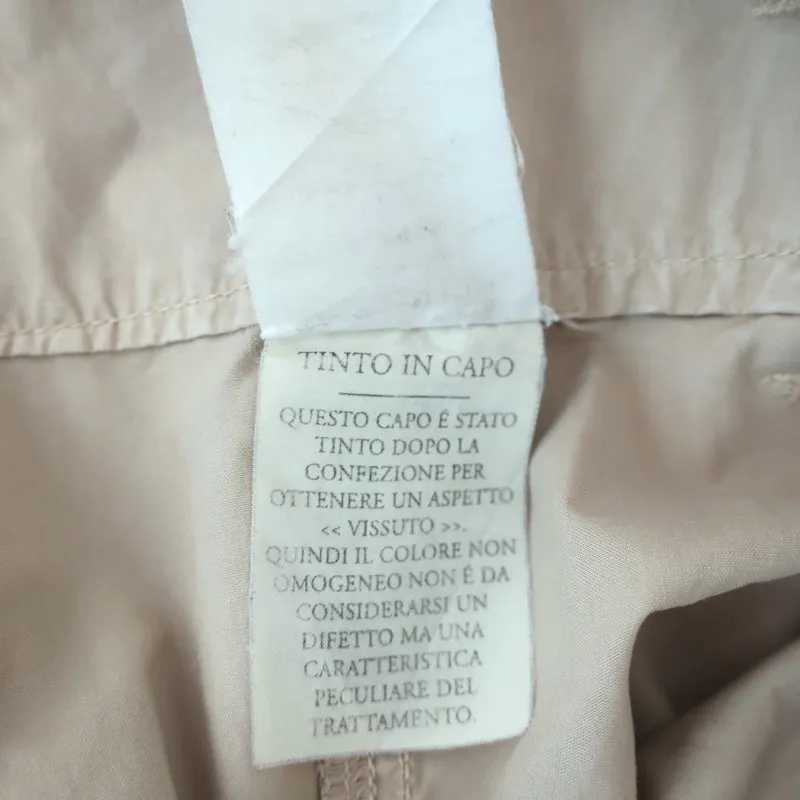 TINTO IN CAPO
QUESTO CAPO É STATO
TINTO DOPO LA
CONFEZIONE PER
OTTENERE UN ASPETTO
<< VISSUTO >>.
QUINDI IL COLORE NON
OMOGENEO NON É DA
CONSIDERARSI UN
DIFETTO MA UNA
CARATTERISTICA
PECULIARE DEL
TRATTAMENTO.